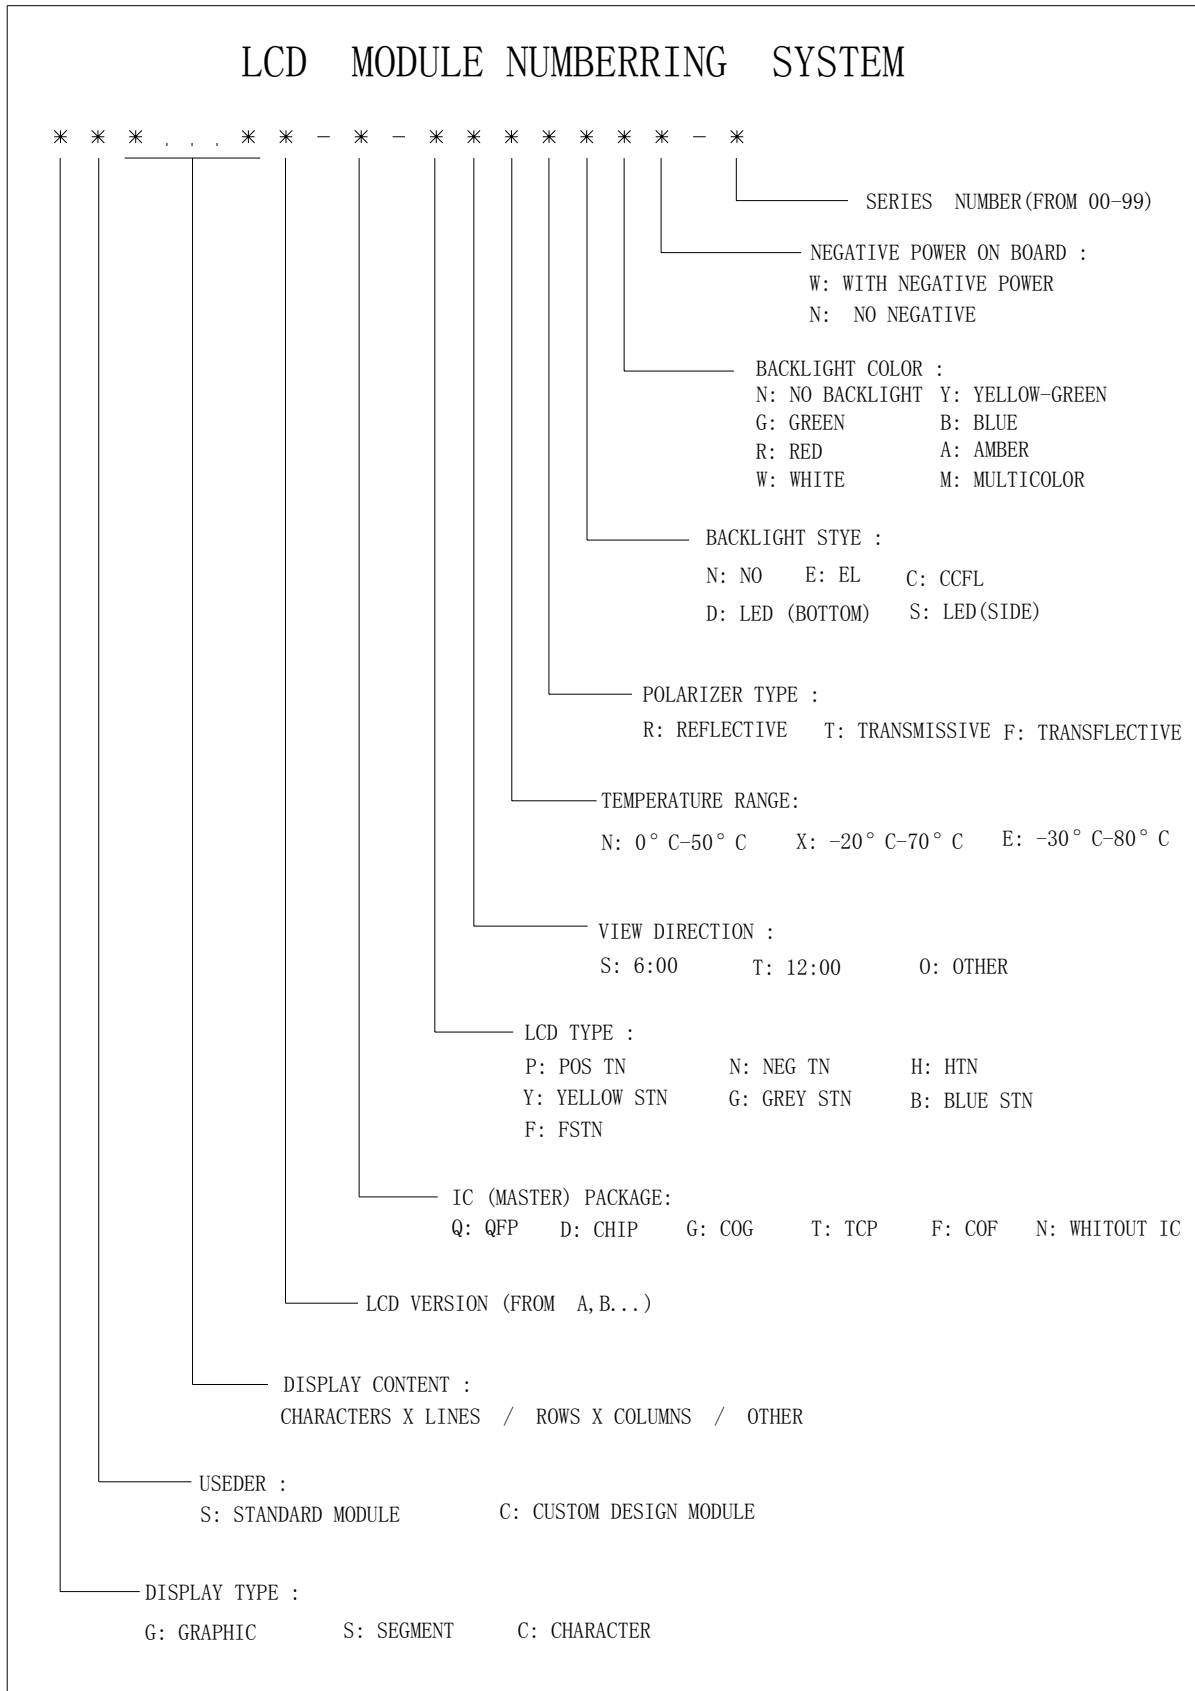 LCD MODULE NUMBERRING SYSTEM
* * * . . . * * - * - * * * * * * * - *
SERIES NUMBER(FROM 00-99)
NEGATIVE POWER ON BOARD :
W: WITH NEGATIVE POWER
N: NO NEGATIVE
BACKLIGHT COLOR :
N: NO BACKLIGHT Y: YELLOW-GREEN
G: GREEN B: BLUE
R: RED A: AMBER
W: WHITE M: MULTICOLOR
BACKLIGHT STYE :
N: NO E: EL C: CCFL
D: LED (BOTTOM) S: LED(SIDE)
POLARIZER TYPE :
R: REFLECTIVE T: TRANSMISSIVE F: TRANSFLECTIVE
TEMPERATURE RANGE:
N: 0° C-50° C X: -20° C-70° C E: -30° C-80° C
VIEW DIRECTION :
S: 6:00 T: 12:00 O: OTHER
LCD TYPE :
P: POS TN N: NEG TN H: HTN
Y: YELLOW STN G: GREY STN B: BLUE STN
F: FSTN
IC (MASTER) PACKAGE:
Q: QFP D: CHIP G: COG T: TCP F: COF N: WHITOUT IC
LCD VERSION (FROM A,B...)
DISPLAY CONTENT :
CHARACTERS X LINES / ROWS X COLUMNS / OTHER
USEDER :
S: STANDARD MODULE C: CUSTOM DESIGN MODULE
DISPLAY TYPE :
G: GRAPHIC S: SEGMENT C: CHARACTER